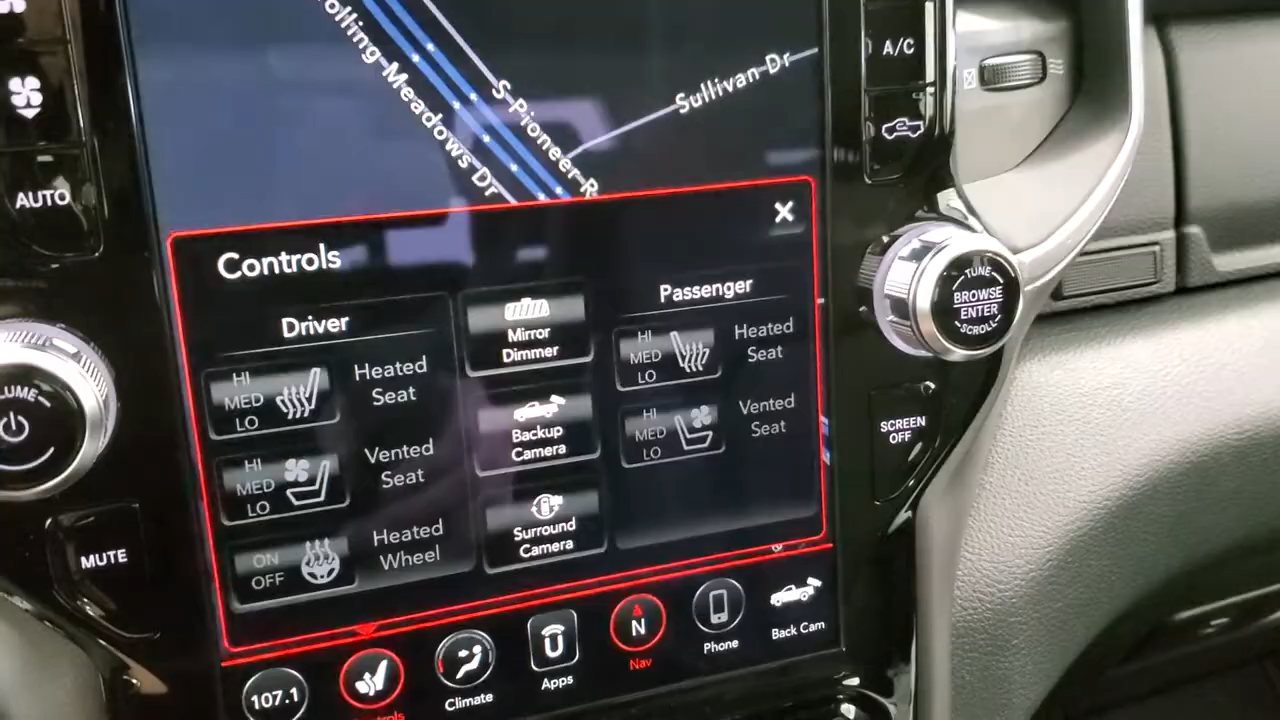 Rolling Meadows Dr
S Pioneer R
Sullivan Dr
A/C
AUTO
Controls
Driver
HI
MED
LO
Heated
Seat
HI
MED
LO
Vented
Seat
ON
OFF
Heated
Wheel
Mirror
Dimmer
Backup
Camera
Surround
Camera
Passenger
HI
MED
LO
Heated
Seat
HI
MED
LO
Vented
Seat
TUNE
BROWSE
ENTER
SCROLL
SCREEN
OFF
LUME
MUTE
107.1
Climate
Apps
N
Nav
Phone
Back Cam